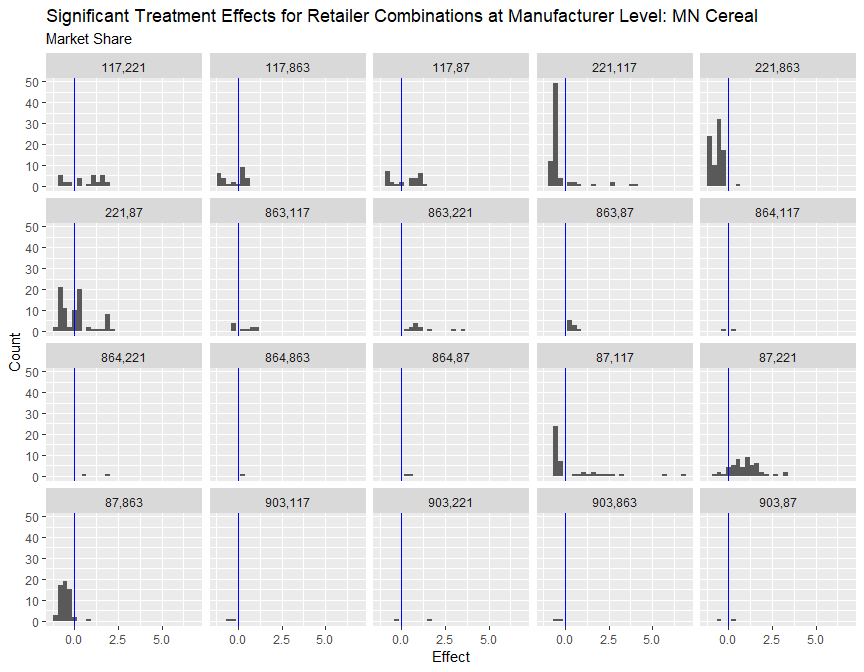 Significant Treatment Effects for Retailer Combinations at Manufacturer Level: MN Cereal
Market Share
117,221 117,863 117,87 221,117 221,863
50
40
30
20
10
0
221,87 863,117 863,221 863,87 864,117
50
40
30
20
10
0
864,221 864,863 864,87 87,117 87,221
50
40
30
20
10
0
87,863 903,117 903,221 903,863 903,87
50
40
30
20
10
0
0.0 2.5 5.0 0.0 2.5 5.0 0.0 2.5 5.0 0.0 2.5 5.0 0.0 2.5 5.0
Count
Effect